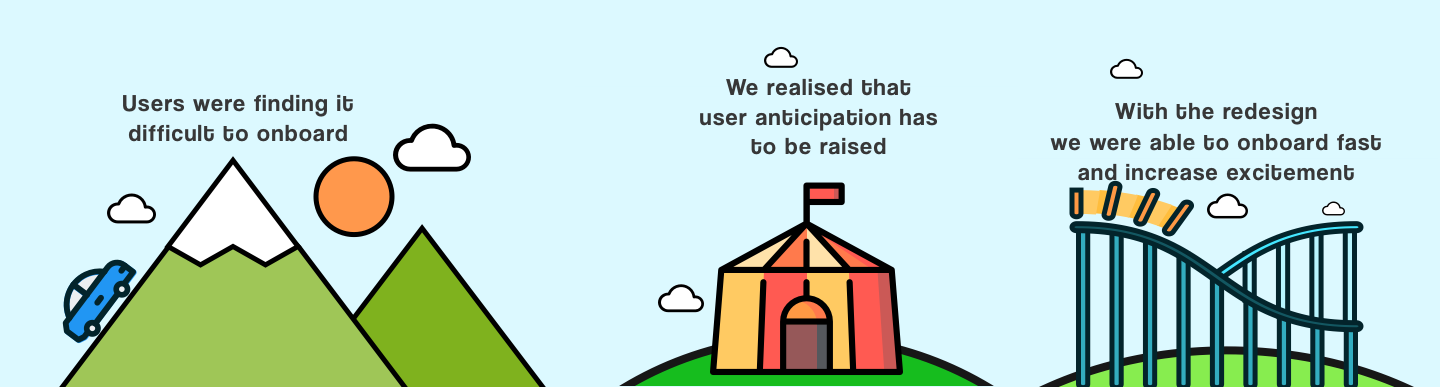 Users were finding it
difficult to onboard
We realised that
user anticipation has
to be raised
With the redesign
we were able to onboard fast
and increase excitement